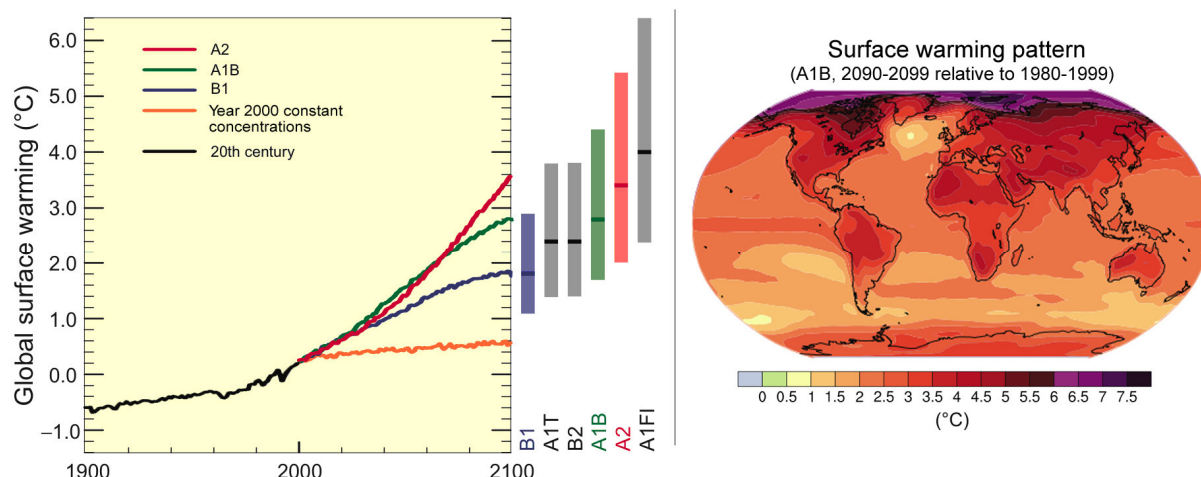 Global surface warming (°C)
6.0
5.0
4.0
3.0
2.0
1.0
0.0
–1.0
A2
A1B
B1
Year 2000 constant
concentrations
20th century
1900
2000
2100
B1
A1T
B2
A1B
A2
A1FI
Surface warming pattern
(A1B, 2090-2099 relative to 1980-1999)
0 0.5 1 1.5 2 2.5 3 3.5 4 4.5 5 5.5 6 6.5 7 7.5
(°C)